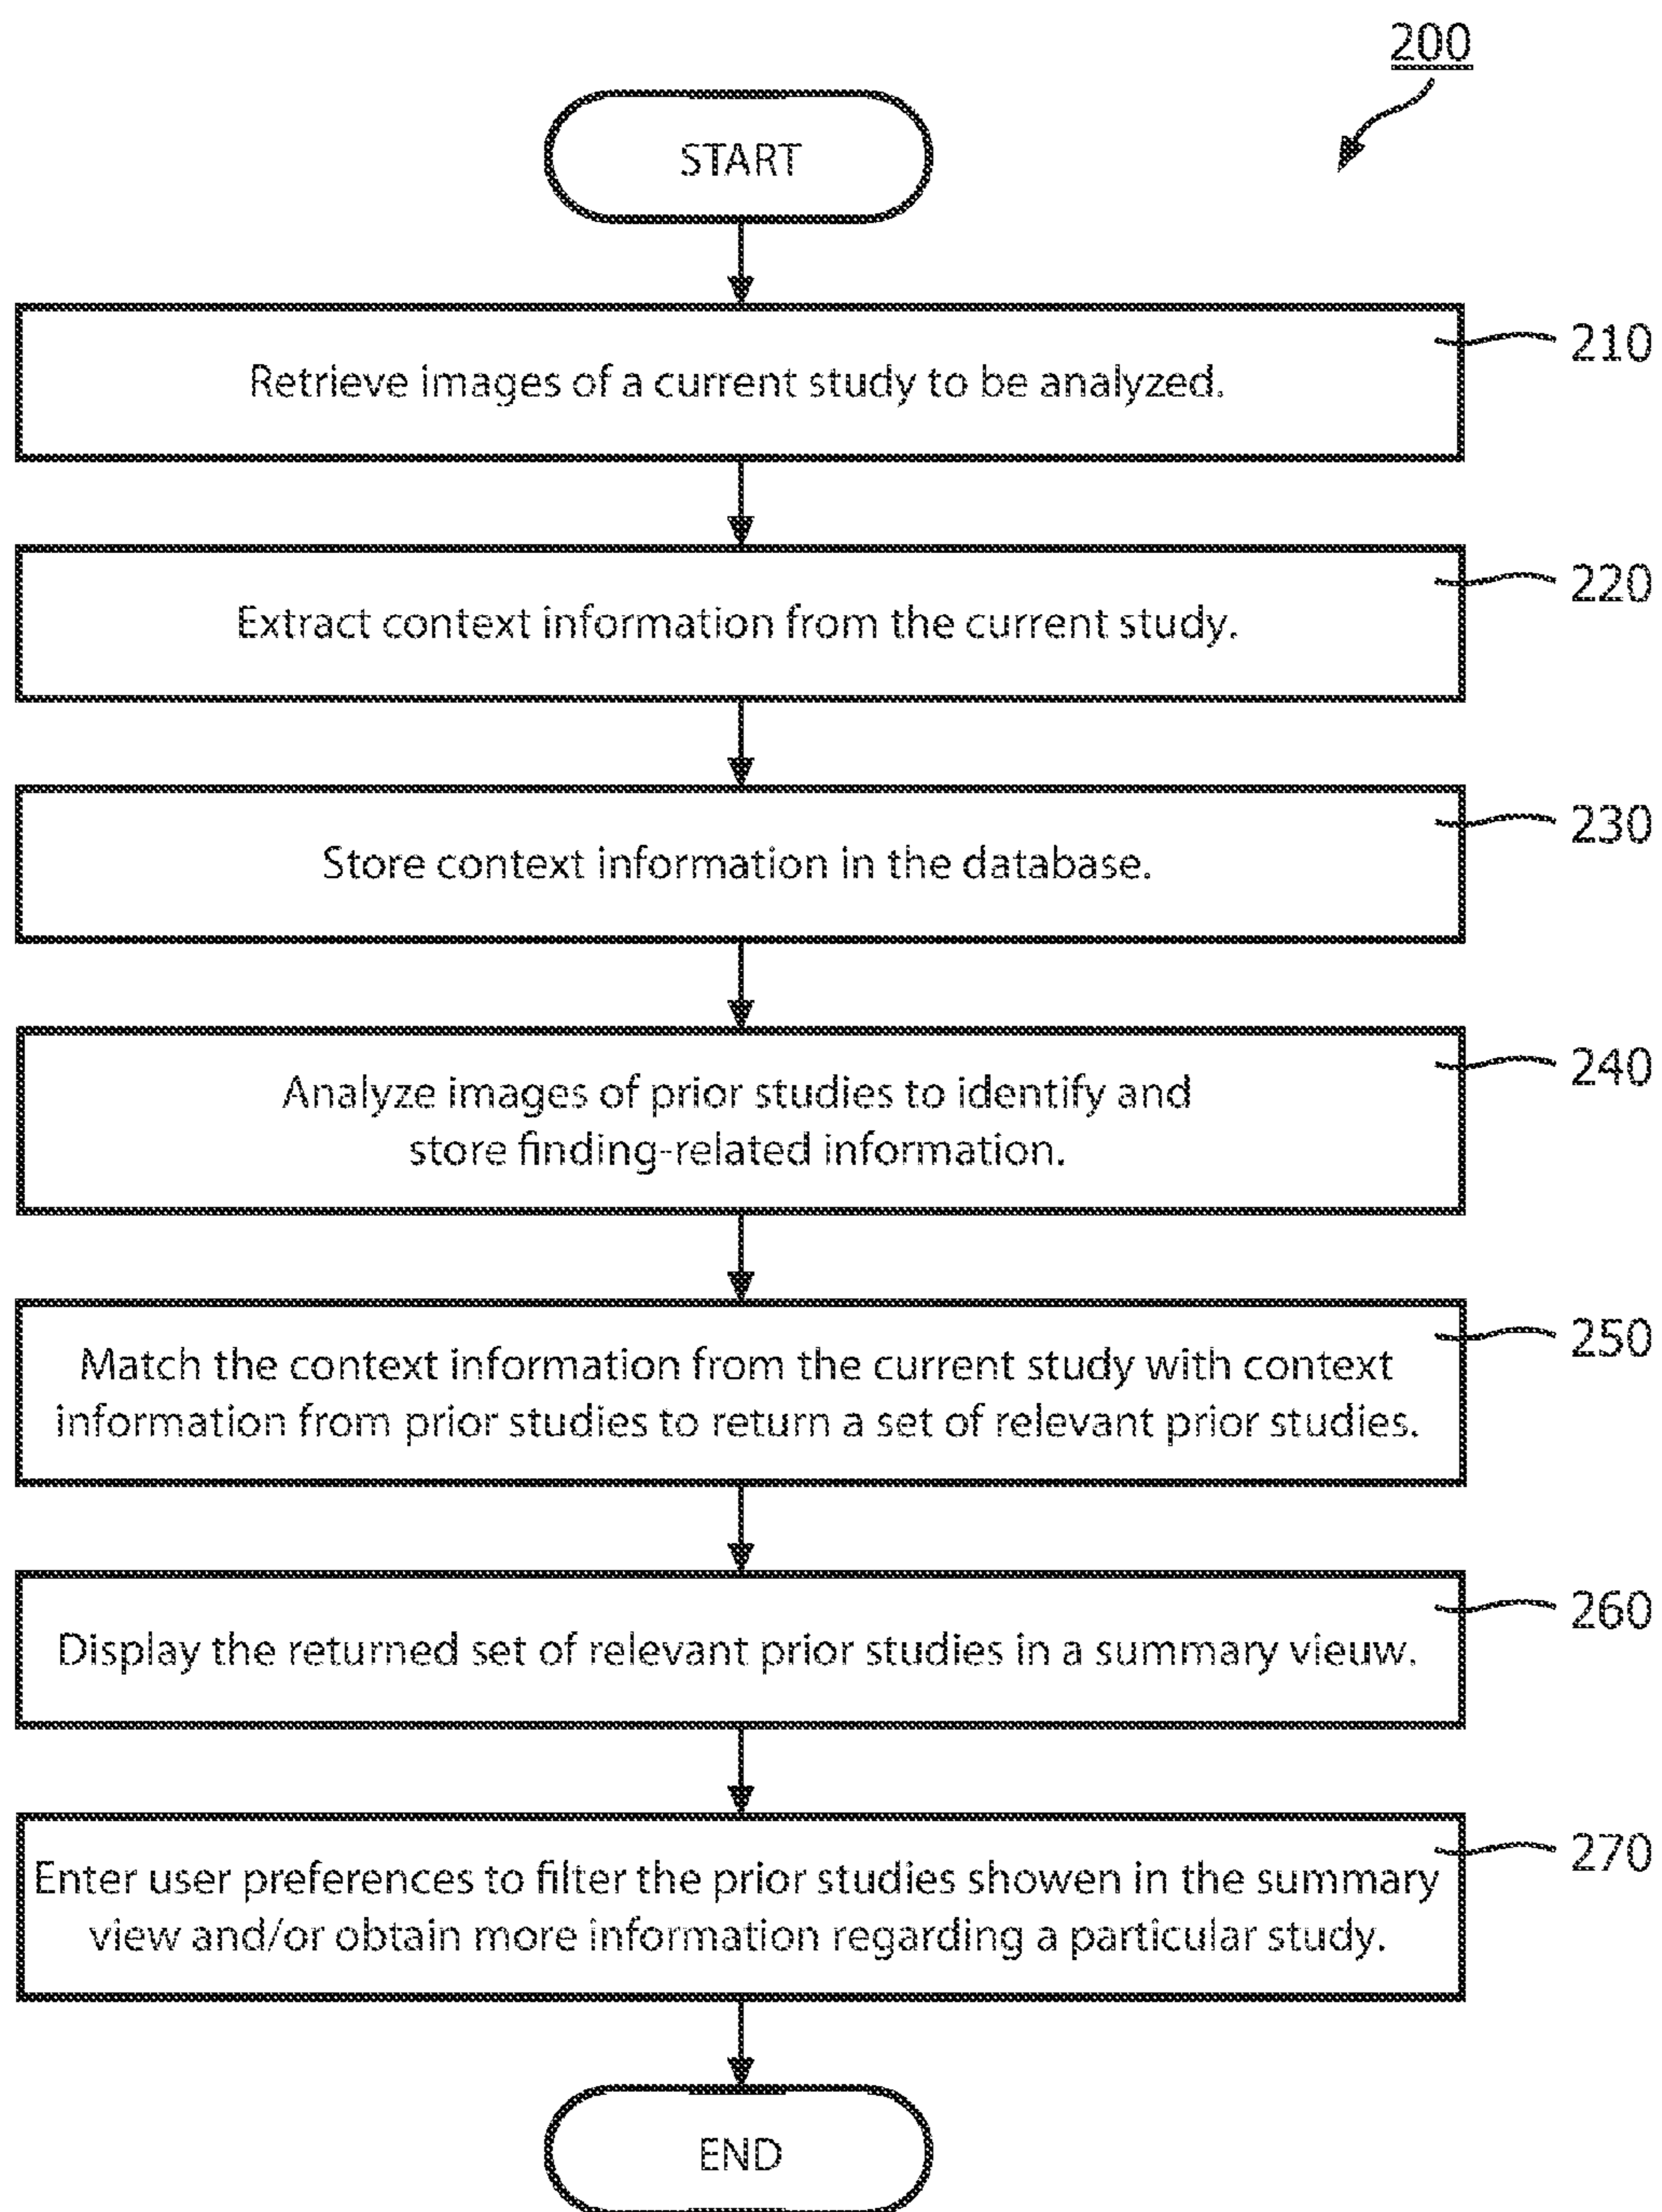 200
START
Retrieve images of a current study to be analyzed.
210
Extract context information from the current study.
220
Store context information in the database.
230
Analyze images of prior studies to identify and
store finding-related information.
240
Match the context information from the current study with context
information from prior studies to return a set of relevant prior studies.
250
Display the returned set of relevant prior studies in a summary vieuw.
260
Enter user preferences to filter the prior studies showen in the summary
view and/or obtain more information regarding a particular study.
270
END